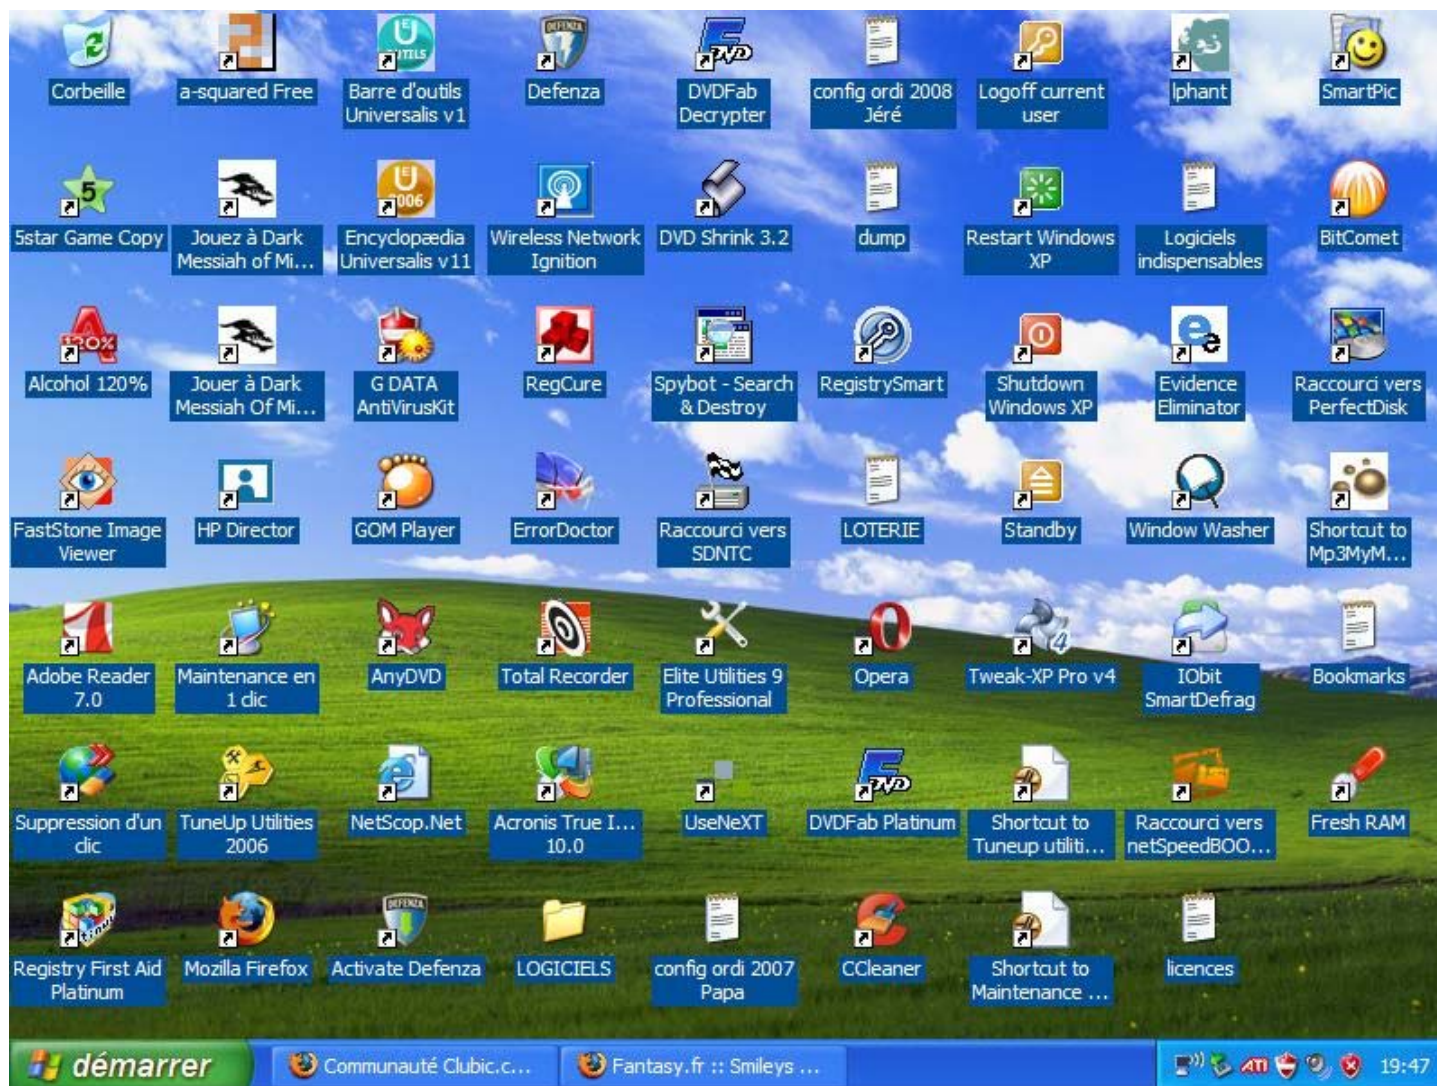 Corbeille
a-squared Free
Barre d'outils
Universalis v1
Defenza
DVDFab
Decrypter
config ordi 2008
Jéré
Logoff current
user
lphant
SmartPic
5star Game Copy
Jouez à Dark
Messiah of Mi...
Encyclopædia
Universalis v11
Wireless Network
Ignition
DVD Shrink 3.2
dump
Restart Windows
XP
Logiciels
indispensables
BitComet
Alcohol 120%
Jouer à Dark
Messiah Of Mi...
G DATA
AntiVirusKit
RegCure
Spybot - Search
& Destroy
RegistrySmart
Shutdown
Windows XP
Evidence
Eliminator
Raccourci vers
PerfectDisk
FastStone Image
Viewer
HP Director
GOM Player
ErrorDoctor
Raccourci vers
SDNTC
LOTERIE
Standby
Window Washer
Shortcut to
Mp3MyM...
Adobe Reader
7.0
Maintenance en
1 clic
AnyDVD
Total Recorder
Elite Utilities 9
Professional
Opera
Tweak-XP Pro v4
IObit
SmartDefrag
Bookmarks
Suppression d'un
clic
TuneUp Utilities
2006
NetScop.Net
Acronis True I...
10.0
UseNeXT
DVDFab Platinum
Shortcut to
Tuneup utiliti...
Raccourci vers
netSpeedBOO...
Fresh RAM
Registry First Aid
Platinum
Mozilla Firefox
Activate Defenza
LOGICIELS
config ordi 2007
Papa
CCleaner
Shortcut to
Maintenance ...
licences
démarrer
Communauté Clubic.c...
Fantasy.fr :: Smileys ...
ATI
19:47